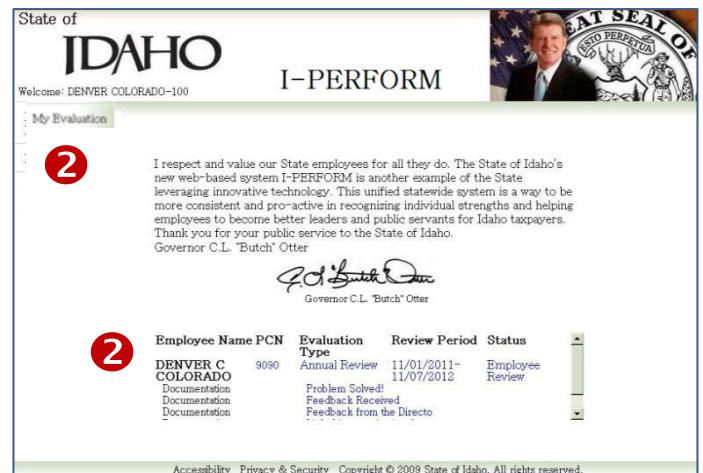 State of
IDAHO
I-PERFORM
GREAT SEAL OF
ESTO PERPETUA
Welcome: DENVER COLORADO-100
My Evaluation
2
I respect and value our State employees for all they do. The State of Idaho's
new web-based system I-PERFORM is another example of the State
leveraging innovative technology. This unified statewide system is a way to be
more consistent and pro-active in recognizing individual strengths and helping
employees to become better leaders and public servants for Idaho taxpayers.
Thank you for your public service to the State of Idaho.
Governor C.L. "Butch" Otter
Governor C.L. "Butch" Otter
2
Employee Name PCN Evaluation Type Review Period Status
DENVER C COLORADO 9090 Annual Review 11/01/2011- 11/07/2012 Employee Review
Documentation Problem Solved!
Documentation Feedback Received
Documentation Feedback from the Directo
Accessibility Privacy & Security Copyright © 2009 State of Idaho. All rights reserved.